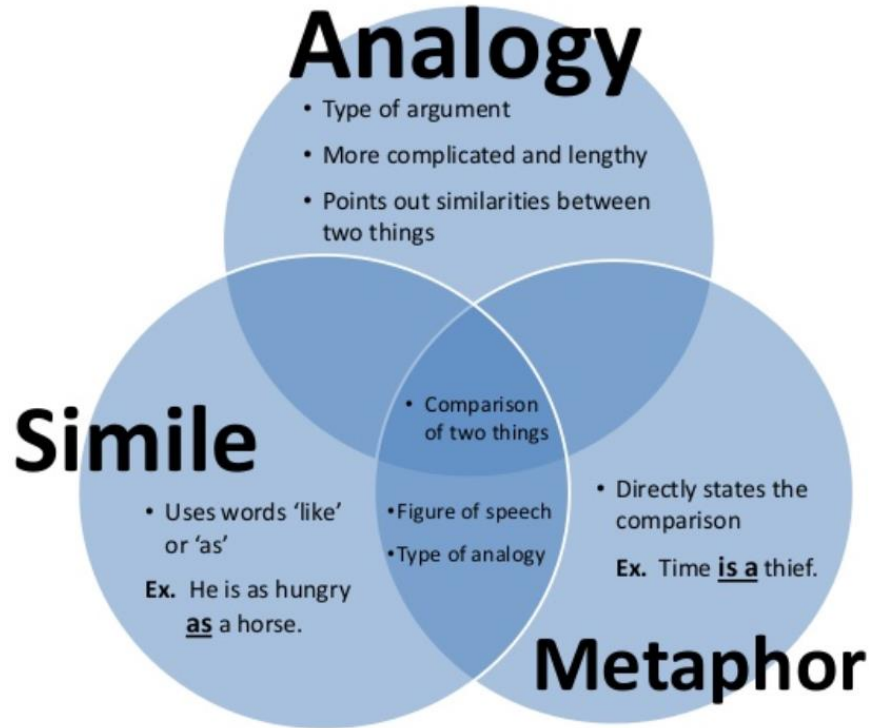 Analogy
• Type of argument
• More complicated and lengthy
• Points out similarities between
two things
• Comparison
of two things
Simile
• Uses words ‘like’
or ‘as’
Ex. He is as hungry
as a horse.
•Figure of speech
•Type of analogy
• Directly states the
comparison
Ex. Time is a thief.
Metaphor